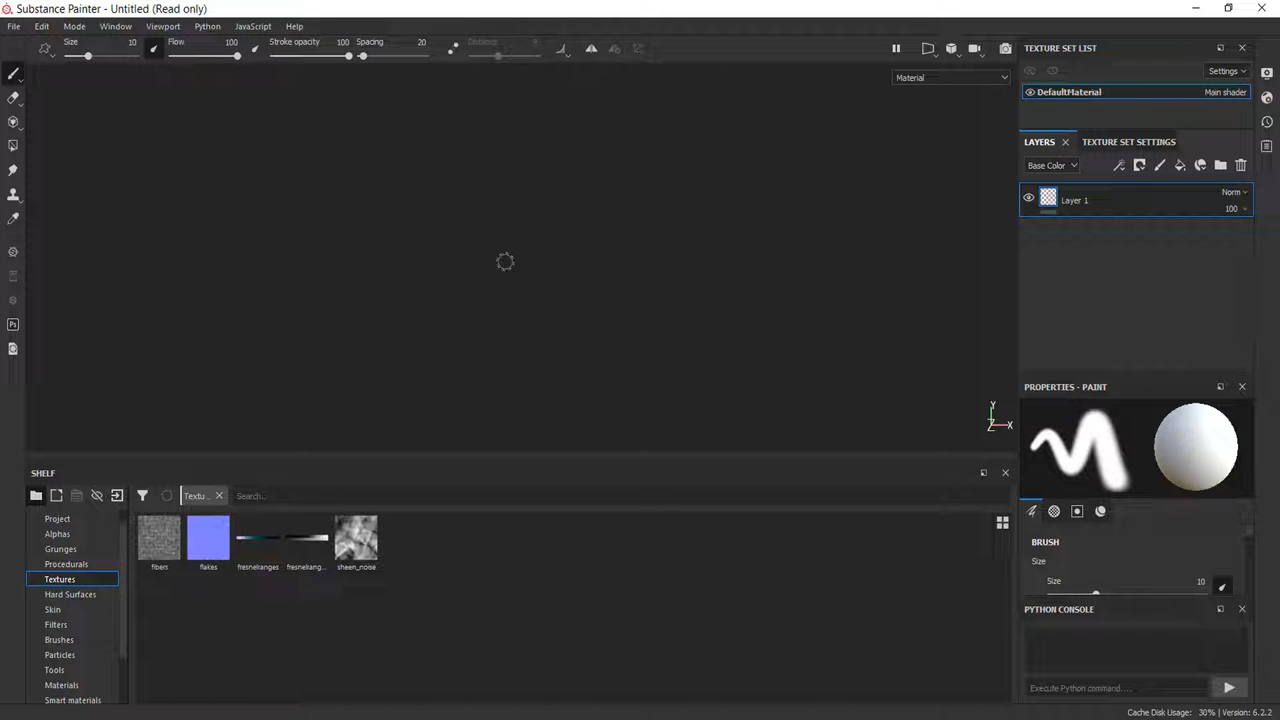 Substance Painter - Untitled (Read only)
File Edit Mode Window Viewport Python JavaScript Help
Size 10 Flow 100 Stroke opacity 100 Spacing 20 Distance 8
TEXTURE SET LIST
Material
Settings
DefaultMaterial Main shader
LAYERS TEXTURE SET SETTINGS
Base Color
Norm
Layer 1
100
Y
Z X
PROPERTIES - PAINT
SHELF
Textu...
Search...
Project
Alphas
Grunges
Procedurals
Textures
Hard Surfaces
Skin
Filters
Brushes
Particles
Tools
Materials
Smart materials
fibers flakes fresnelranges fresnelrang... sheen_noise
BRUSH
Size
Size 10
PYTHON CONSOLE
Execute Python command....
Cache Disk Usage: 30% | Version: 6.2.2